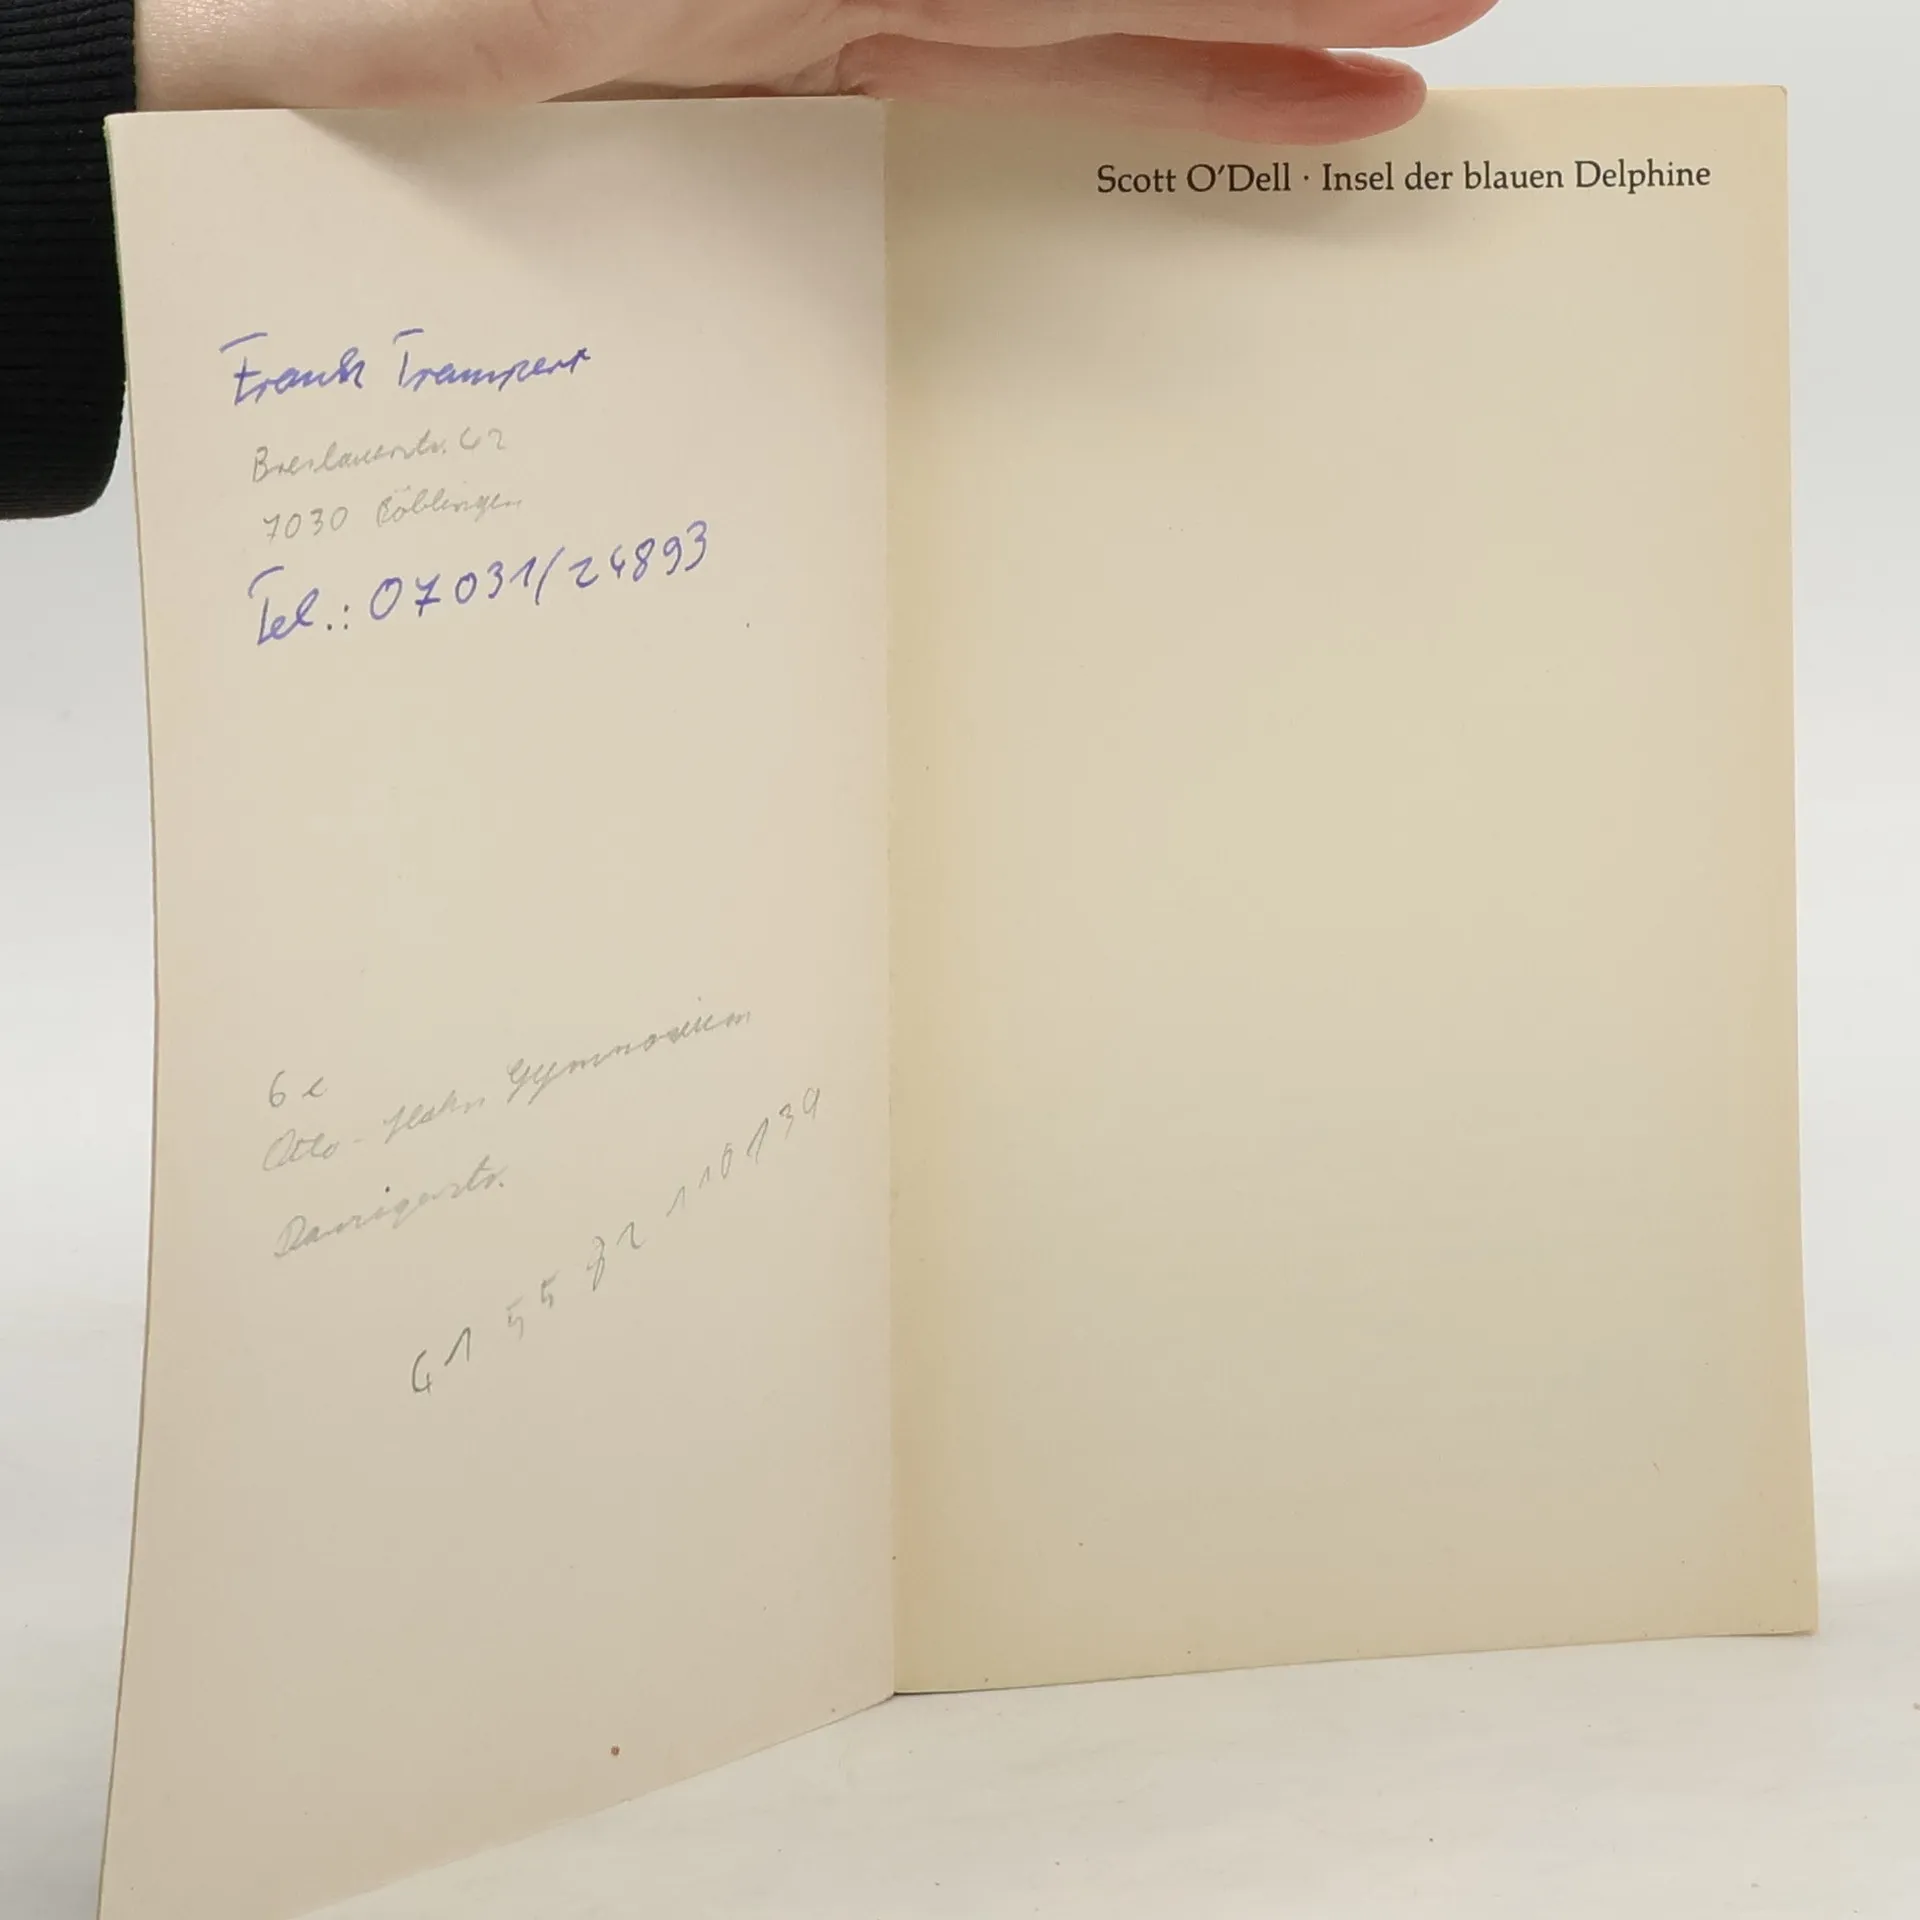 Frank Trampert
Breslauerstr. 42
7030 Böblingen
Tel.: 07031/24893
6c
Otto-Hahn Gymnasium
Danzigerstr.
41 55 82 110139
Scott O'Dell · Insel der blauen Delphine